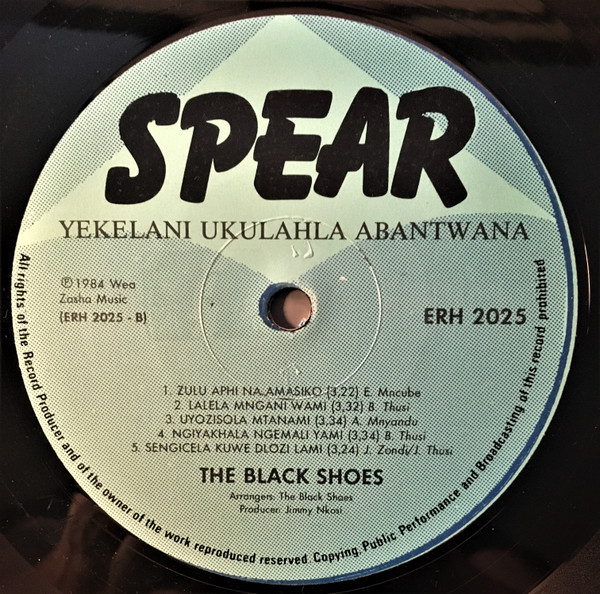 SPEAR
YEKELANI UKULAHLA ABANTWANA
℗ 1984 Wea
Zasha Music
(ERH 2025 - B)
ERH 2025
1. ZULU APHI NA AMASIKO (3,22) E. Mncube
2. LALELA MNGANI WAMI (3,32) B. Thusi
3. UYOZISOLA MTANAMI (3,34) A. Mnyandu
4. NGIYAKHALA NGEMALI YAMI (3,34) B. Thusi
5. SENGICELA KUWE DLOZI LAMI (3,24) J. Zondi/J. Thusi
THE BLACK SHOES
Arrangers: The Black Shoes
Producer: Jimmy Nkosi
All rights of the Record Producer and of the owner of the work reproduced reserved. Copying, Public Performance and Broadcasting of this record prohibited